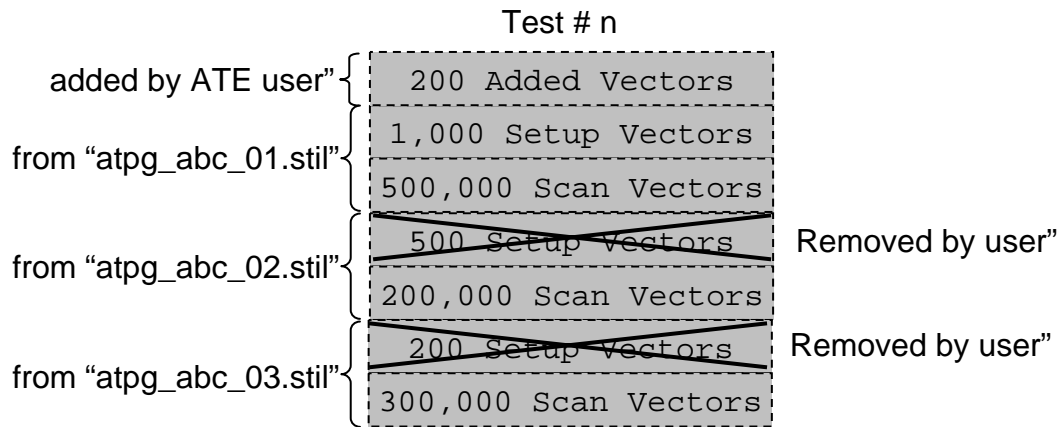 Test # n
added by ATE user”
200 Added Vectors
1,000 Setup Vectors
from “atpg_abc_01.stil”
500,000 Scan Vectors
500 Setup Vectors
Removed by user”
from “atpg_abc_02.stil”
200,000 Scan Vectors
200 Setup Vectors
Removed by user”
from “atpg_abc_03.stil”
300,000 Scan Vectors